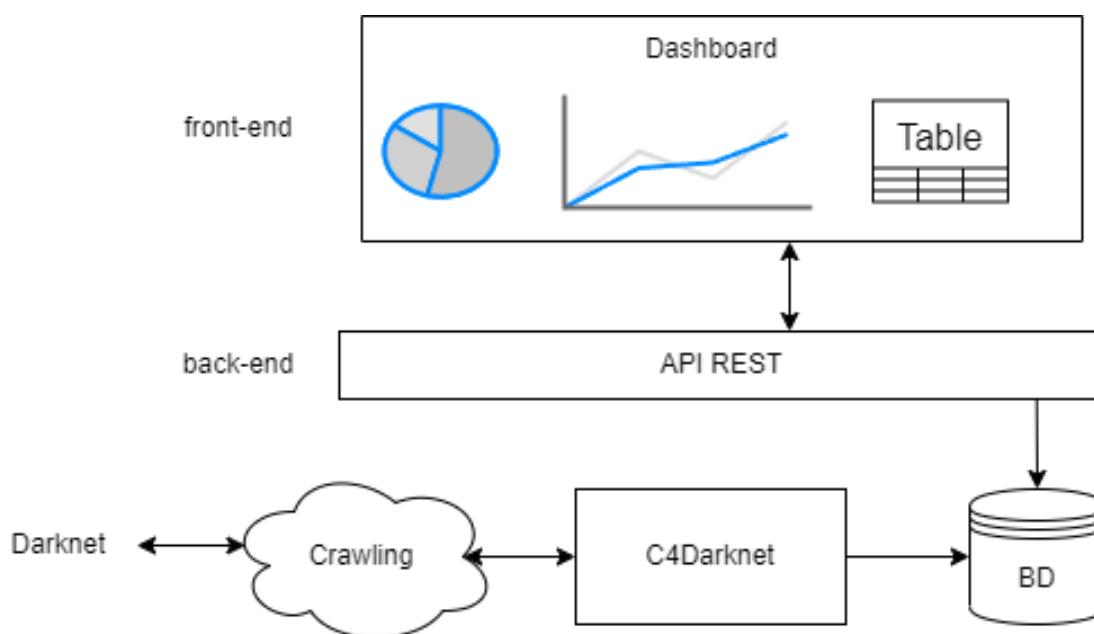 Dashboard
front-end
Table
back-end
API REST
Darknet
Crawling
C4Darknet
BD